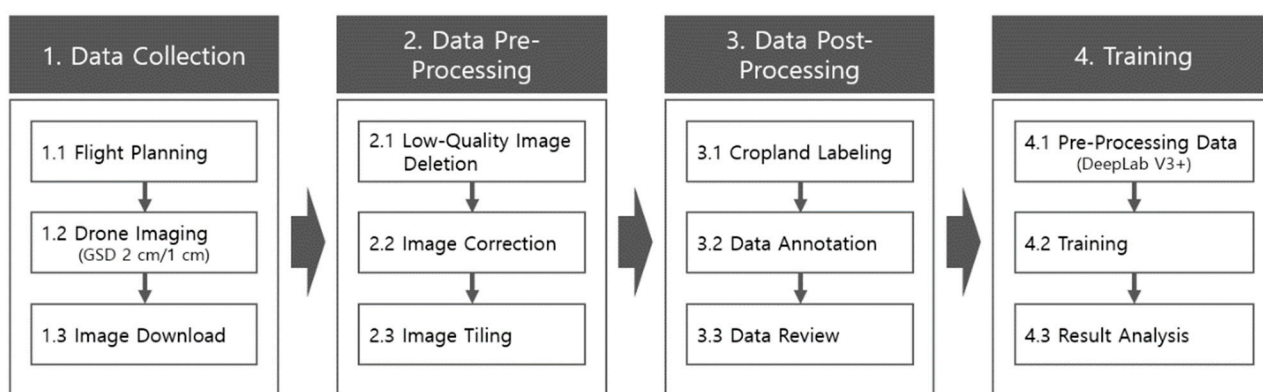 1. Data Collection
1.1 Flight Planning
1.2 Drone Imaging
(GSD 2 cm/1 cm)
1.3 Image Download
2. Data Pre-
Processing
2.1 Low-Quality Image
Deletion
2.2 Image Correction
2.3 Image Tiling
3. Data Post-
Processing
3.1 Cropland Labeling
3.2 Data Annotation
3.3 Data Review
4. Training
4.1 Pre-Processing Data
(DeepLab V3+)
4.2 Training
4.3 Result Analysis